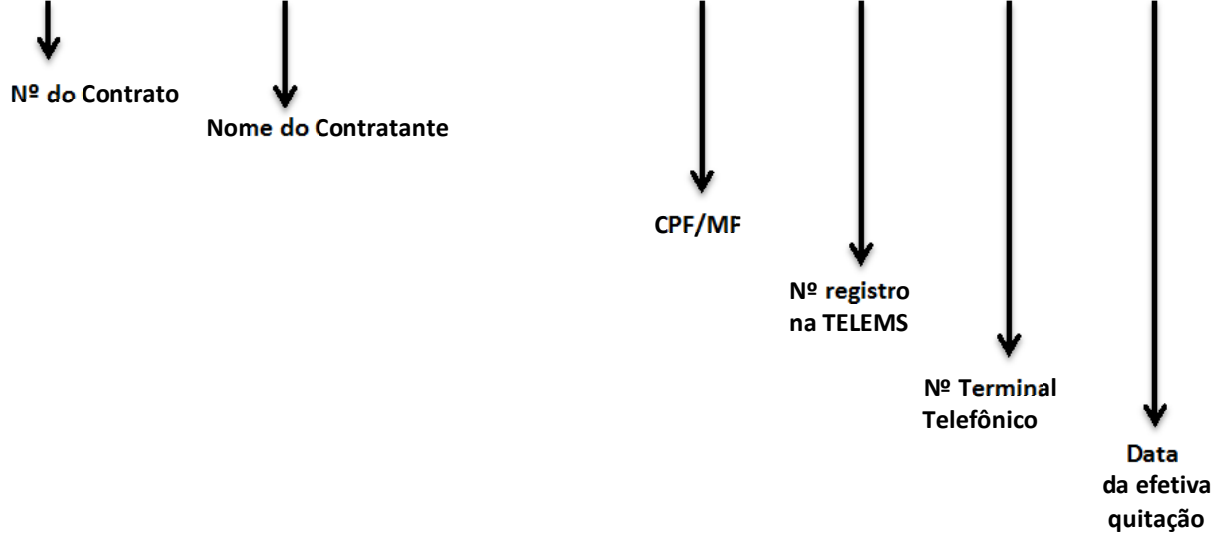 Nº do Contrato
Nome do Contratante
CPF/MF
Nº registro
na TELEMS
Nº Terminal
Telefônico
Data
da efetiva
quitação